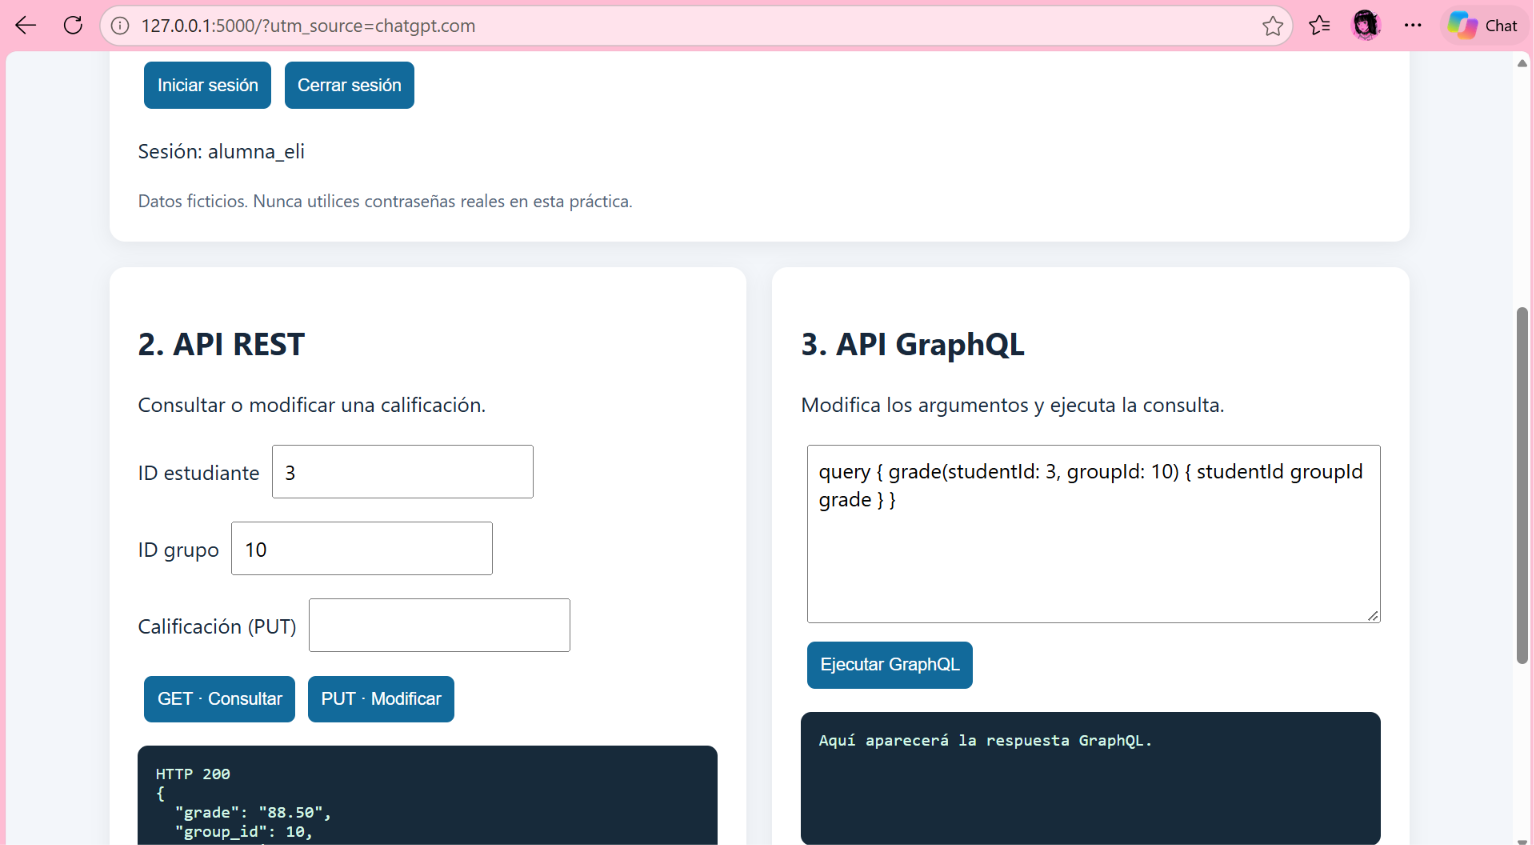 127.0.0.1:5000/?utm_source=chatgpt.com
Chat
Iniciar sesión
Cerrar sesión
Sesión: alumna_eli
Datos ficticios. Nunca utilices contraseñas reales en esta práctica.
2. API REST
Consultar o modificar una calificación.
ID estudiante
3
ID grupo
10
Calificación (PUT)
GET · Consultar
PUT · Modificar
HTTP 200
{
"grade": "88.50",
"group_id": 10,
3. API GraphQL
Modifica los argumentos y ejecuta la consulta.
query { grade(studentId: 3, groupId: 10) { studentId groupId
grade } }
Ejecutar GraphQL
Aquí aparecerá la respuesta GraphQL.